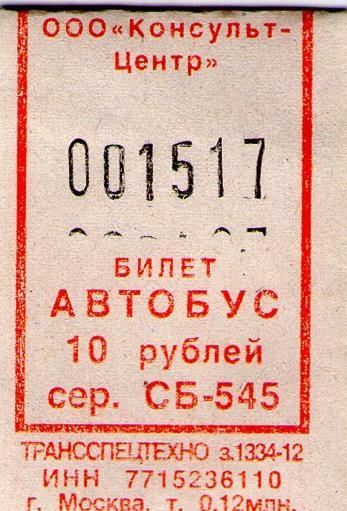 ООО «Консульт-
Центр»
001517
БИЛЕТ
АВТОБУС
10 рублей
сер. СБ-545
ТРАНССПЕЦТЕХНО з.1334-12
ИНН 7715236110
г. Москва. т. 0.12млн.